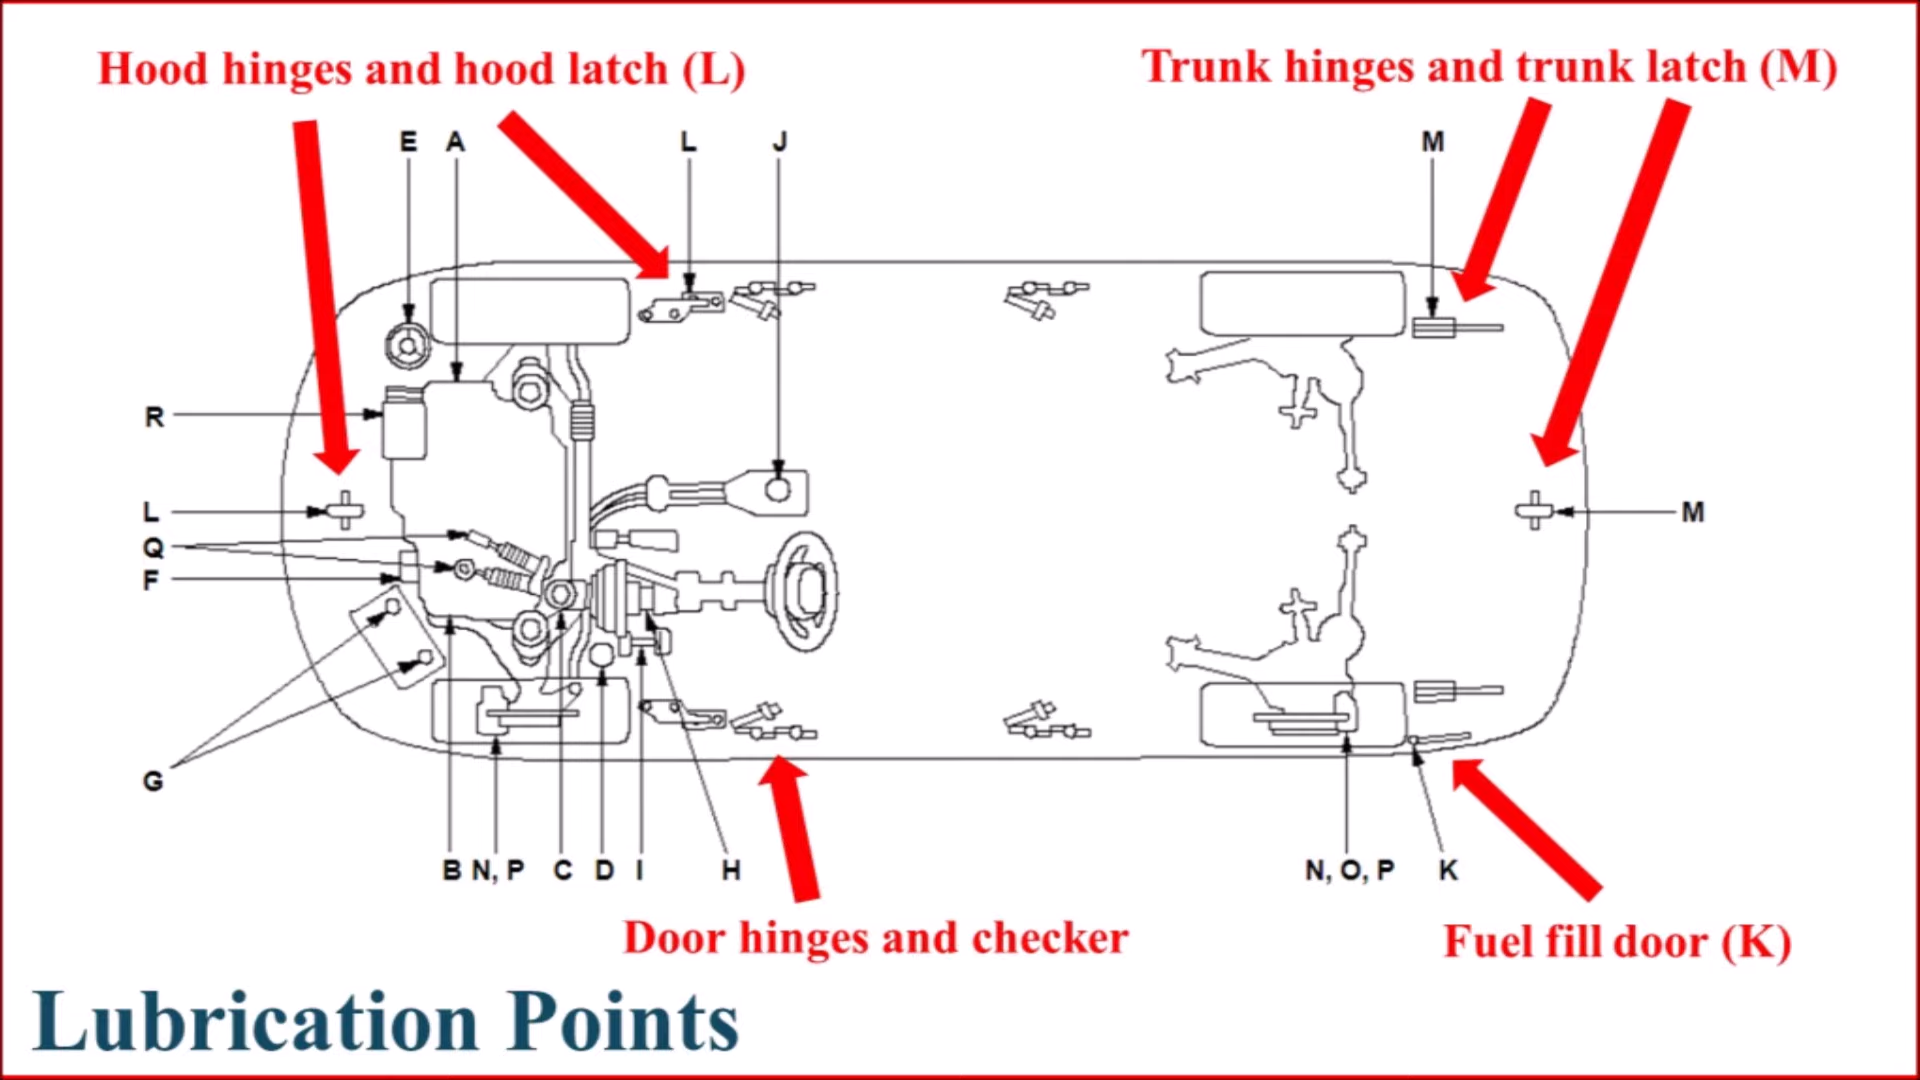 Hood hinges and hood latch (L)
Trunk hinges and trunk latch (M)
E A L J M
R
L
M
Q
F
G
B N, P C D I H N, O, P K
Door hinges and checker
Fuel fill door (K)
Lubrication Points